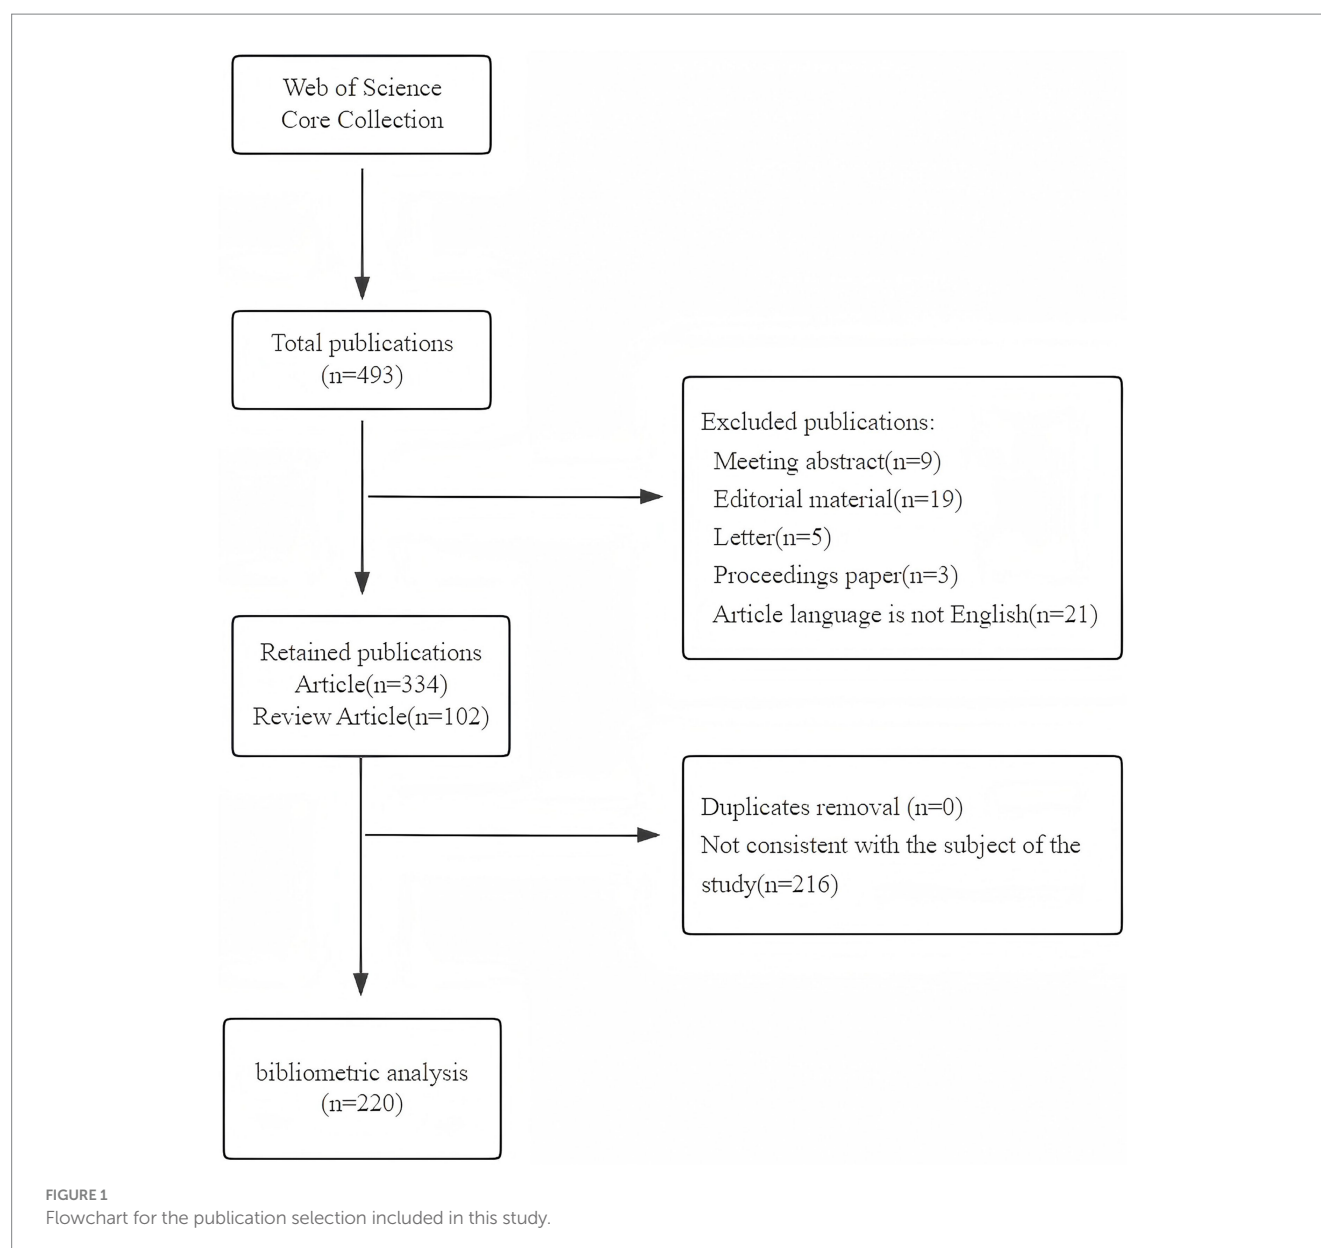 Web of Science
Core Collection
Total publications
(n=493)
Excluded publications:
Meeting abstract(n=9)
Editorial material(n=19)
Letter(n=5)
Proceedings paper(n=3)
Article language is not English(n=21)
Retained publications
Article(n=334)
Review Article(n=102)
Duplicates removal (n=0)
Not consistent with the subject of the
study(n=216)
bibliometric analysis
(n=220)
FIGURE 1
Flowchart for the publication selection included in this study.